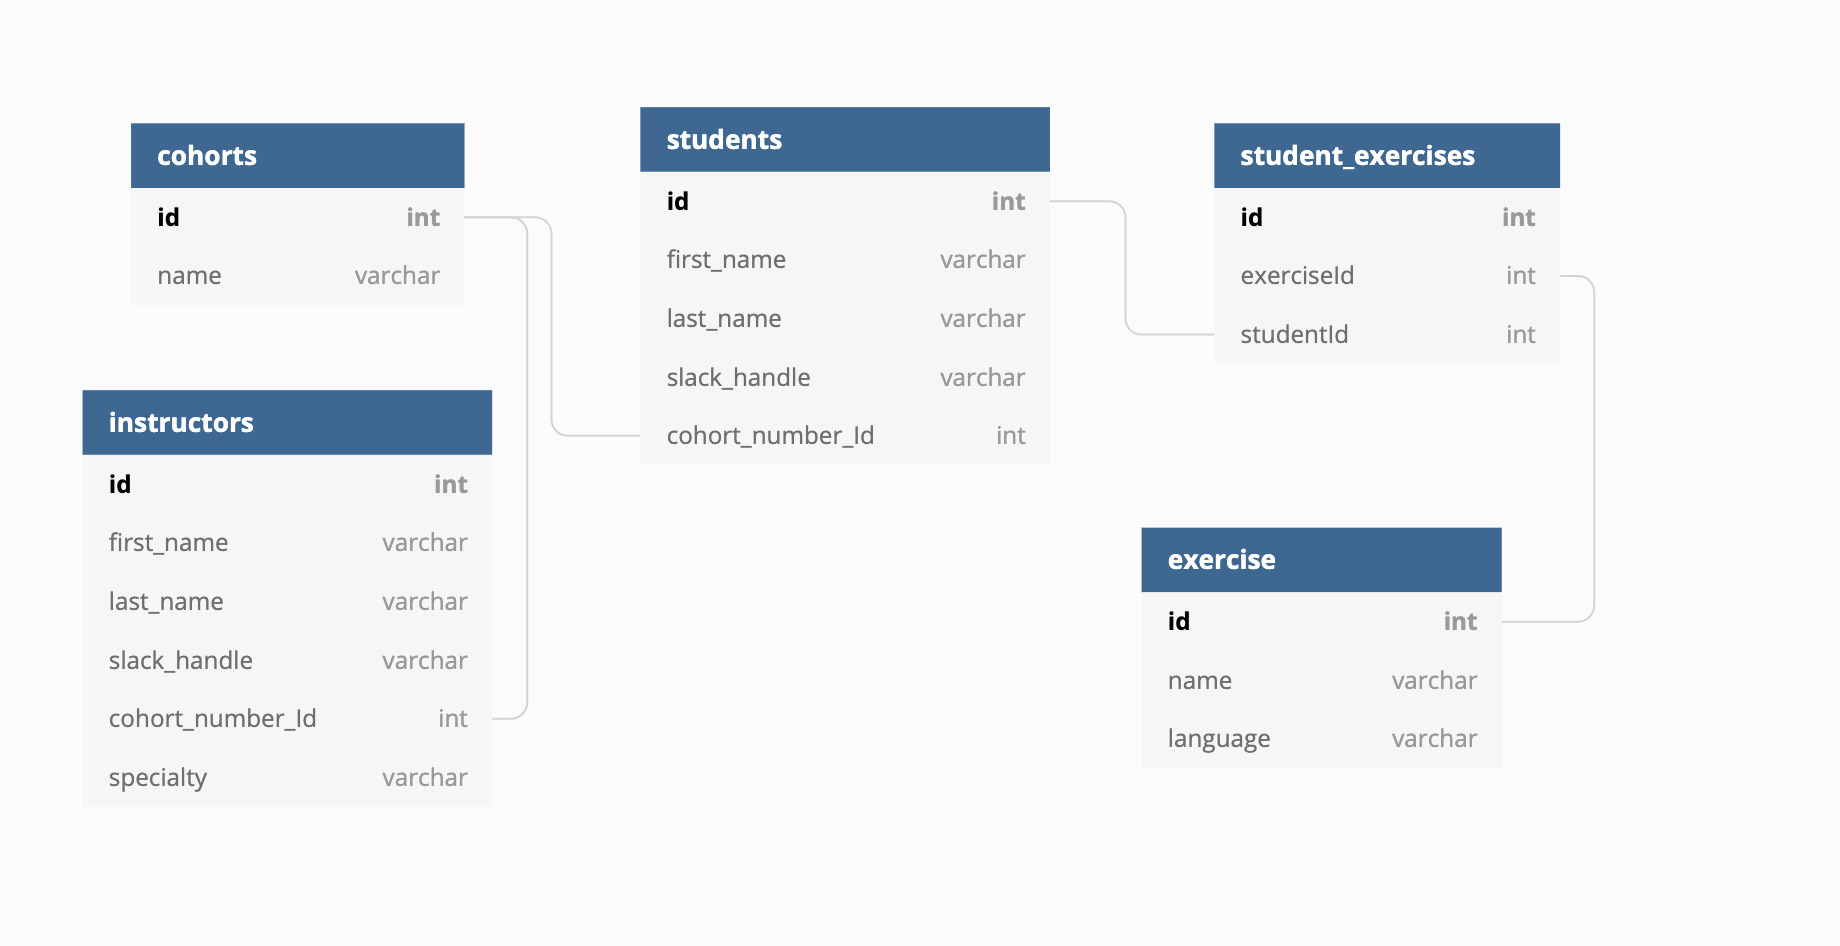 cohorts
id int
name varchar
instructors
id int
first_name varchar
last_name varchar
slack_handle varchar
cohort_number_Id int
specialty varchar
students
id int
first_name varchar
last_name varchar
slack_handle varchar
cohort_number_Id int
student_exercises
id int
exerciseId int
studentId int
exercise
id int
name varchar
language varchar